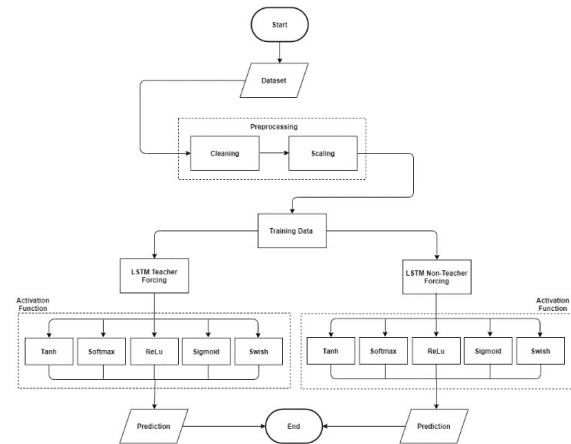 Start
Dataset
Preprocessing
Cleaning
Scaling
Training Data
LSTM Teacher
Forcing
LSTM Non-Teacher
Forcing
Activation
Function
Tanh
Softmax
ReLu
Sigmoid
Swish
Activation
Function
Tanh
Softmax
ReLu
Sigmoid
Swish
Prediction
End
Prediction